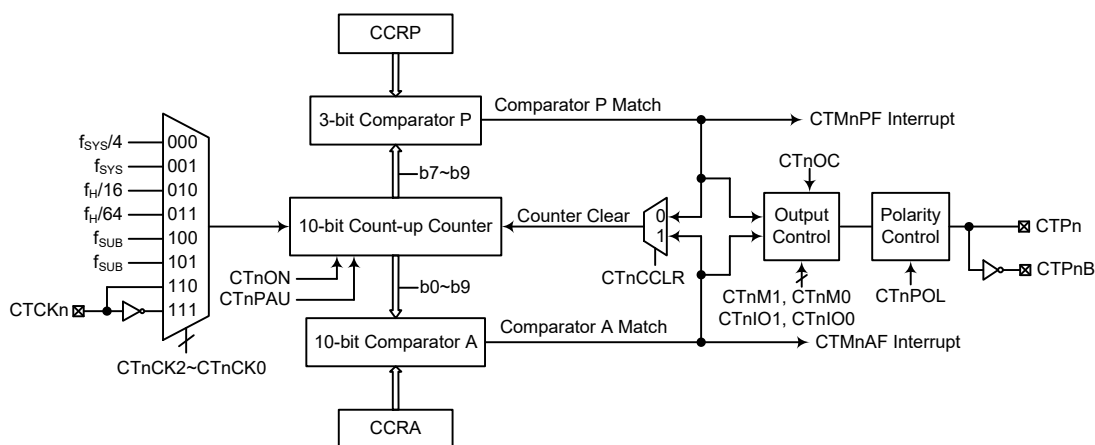 CCRP
3-bit Comparator P
Comparator P Match
CTMnPF Interrupt
b7~b9
fSYS/4
000
fSYS
001
fH/16
010
fH/64
011
fSUB
100
fSUB
101
110
CTCKn
111
CTnCK2~CTnCK0
10-bit Count-up Counter
CTnON
CTnPAU
Counter Clear
0
1
CTnCCLR
CTnOC
Output
Control
CTnM1, CTnM0
CTnIO1, CTnIO0
Polarity
Control
CTnPOL
CTPn
CTPnB
b0~b9
10-bit Comparator A
Comparator A Match
CTMnAF Interrupt
CCRA